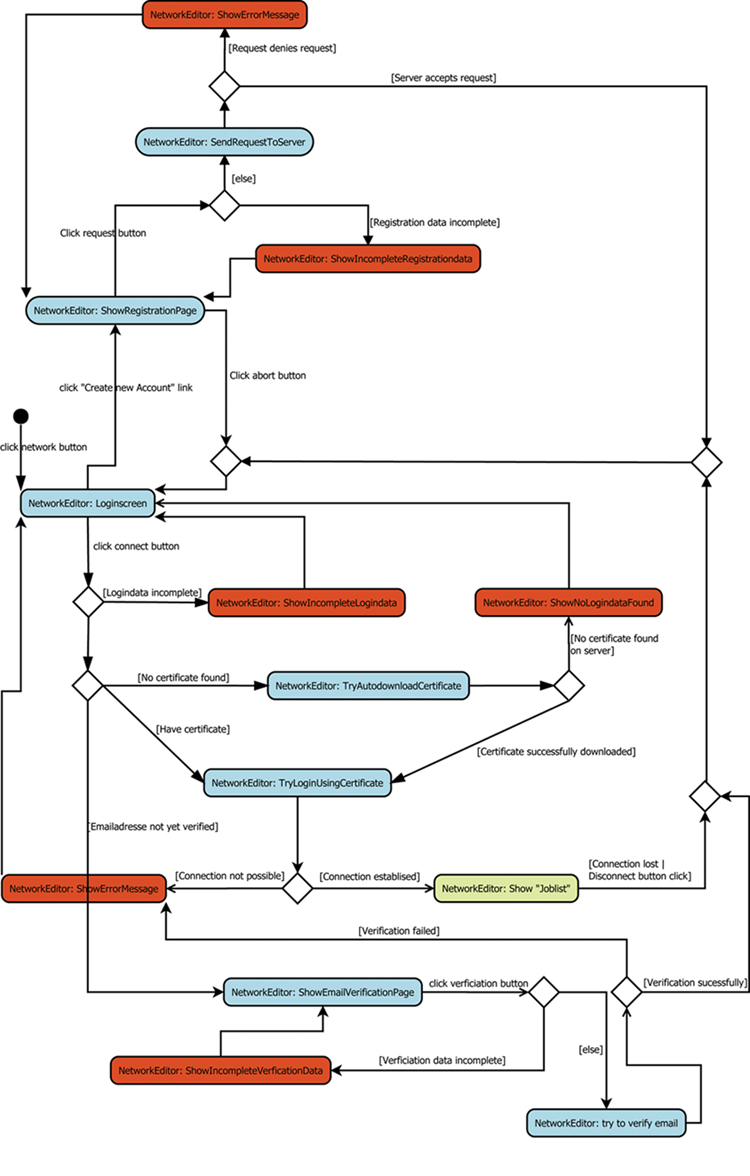 NetworkEditor: ShowErrorMessage
[Request denies request]
[Server accepts request]
NetworkEditor: SendRequestToServer
[else]
Click request button
[Registration data incomplete]
NetworkEditor: ShowIncompleteRegistrationdata
NetworkEditor: ShowRegistrationPage
Click abort button
click "Create new Account" link
click network button
NetworkEditor: Loginscreen
click connect button
[Logindata incomplete]
NetworkEditor: ShowIncompleteLogindata
NetworkEditor: ShowNoLogindataFound
[No certificate found
on server]
[No certificate found]
NetworkEditor: TryAutodownloadCertificate
[Have certificate]
[Certificate successfully downloaded]
NetworkEditor: TryLoginUsingCertificate
[Emailadresse not yet verified]
[Connection lost |
Disconnect button click]
[Connection not possible]
[Connection establised]
NetworkEditor: ShowErrorMessage
NetworkEditor: Show "Joblist"
[Verification failed]
[Verification sucessfully]
click verficiation button
NetworkEditor: ShowEmailVerificationPage
[else]
[Verficiation data incomplete]
NetworkEditor: ShowIncompleteVerficationData
NetworkEditor: try to verify email